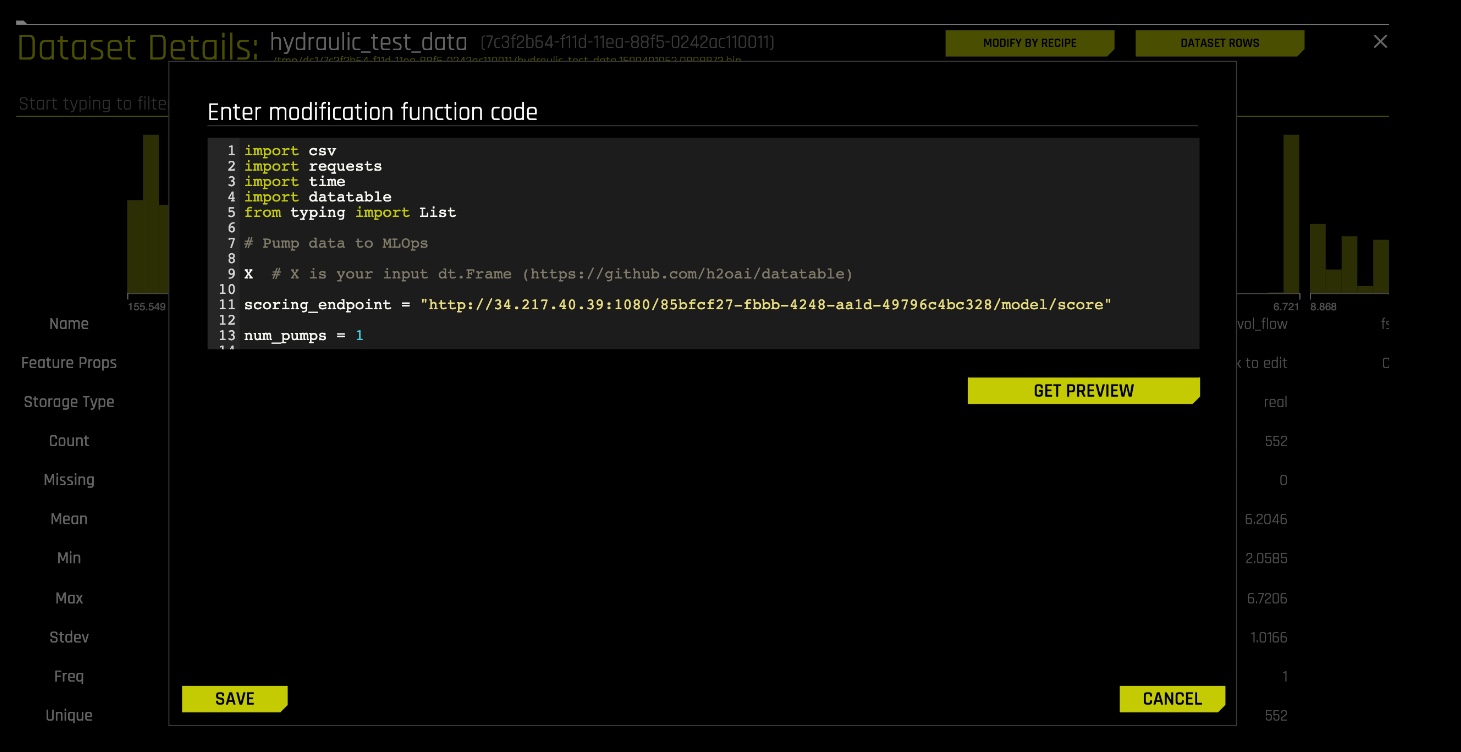 Dataset Details: hydraulic_test_data (7c3f2b64-f11d-11ea-88f5-0242ac110011)
MODIFY BY RECIPE
DATASET ROWS
Start typing to filte
Enter modification function code
1 import csv
2 import requests
3 import time
4 import datatable
5 from typing import List
6
7 # Pump data to MLOps
8
9 X  # X is your input dt.Frame (https://github.com/h2oai/datatable)
10
11 scoring_endpoint = "http://34.217.40.39:1080/85bfcf27-fbbb-4248-aa1d-49796c4bc328/model/score"
12
13 num_pumps = 1
14
GET PREVIEW
155.549 6.721 8.868
Name vol_flow fs
Feature Props k to edit C
Storage Type real
Count 552
Missing 0
Mean 6.2046
Min 2.0585
Max 6.7206
Stdev 1.0166
Freq 1
Unique 552
SAVE
CANCEL